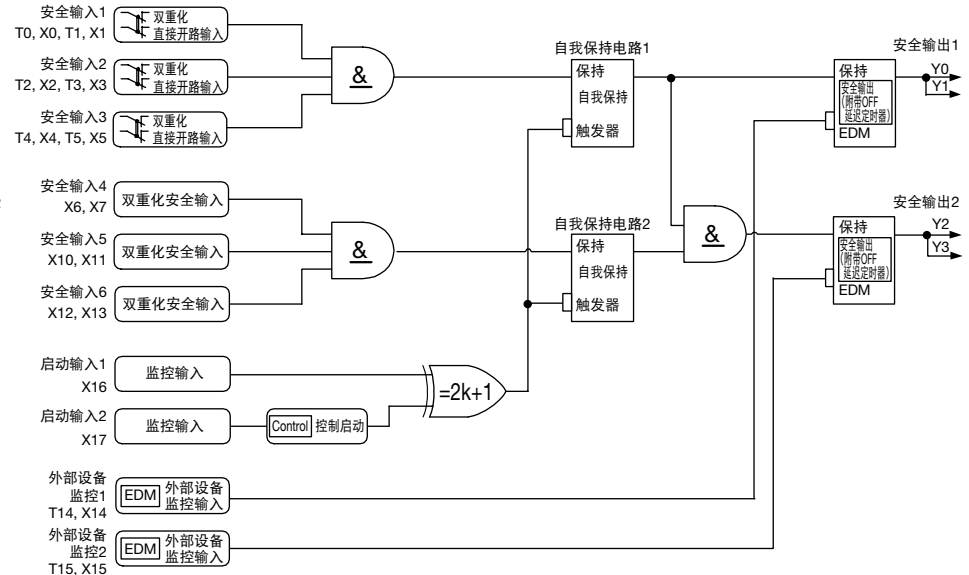 安全输入1
T0, X0, T1, X1
双重化
直接开路输入
安全输入2
T2, X2, T3, X3
双重化
直接开路输入
安全输入3
T4, X4, T5, X5
双重化
直接开路输入
&
自我保持电路1
保持
自我保持
触发器
安全输出1
保持
安全输出
(附带OFF
延迟定时器)
EDM
Y0
Y1
安全输入4
X6, X7
双重化安全输入
安全输入5
X10, X11
双重化安全输入
安全输入6
X12, X13
双重化安全输入
&
自我保持电路2
保持
自我保持
触发器
&
安全输出2
保持
安全输出
(附带OFF
延迟定时器)
EDM
Y2
Y3
启动输入1
X16
监控输入
启动输入2
X17
监控输入
Control 控制启动
=2k+1
外部设备
监控1
T14, X14
EDM 外部设备
监控输入
外部设备
监控2
T15, X15
EDM 外部设备
监控输入